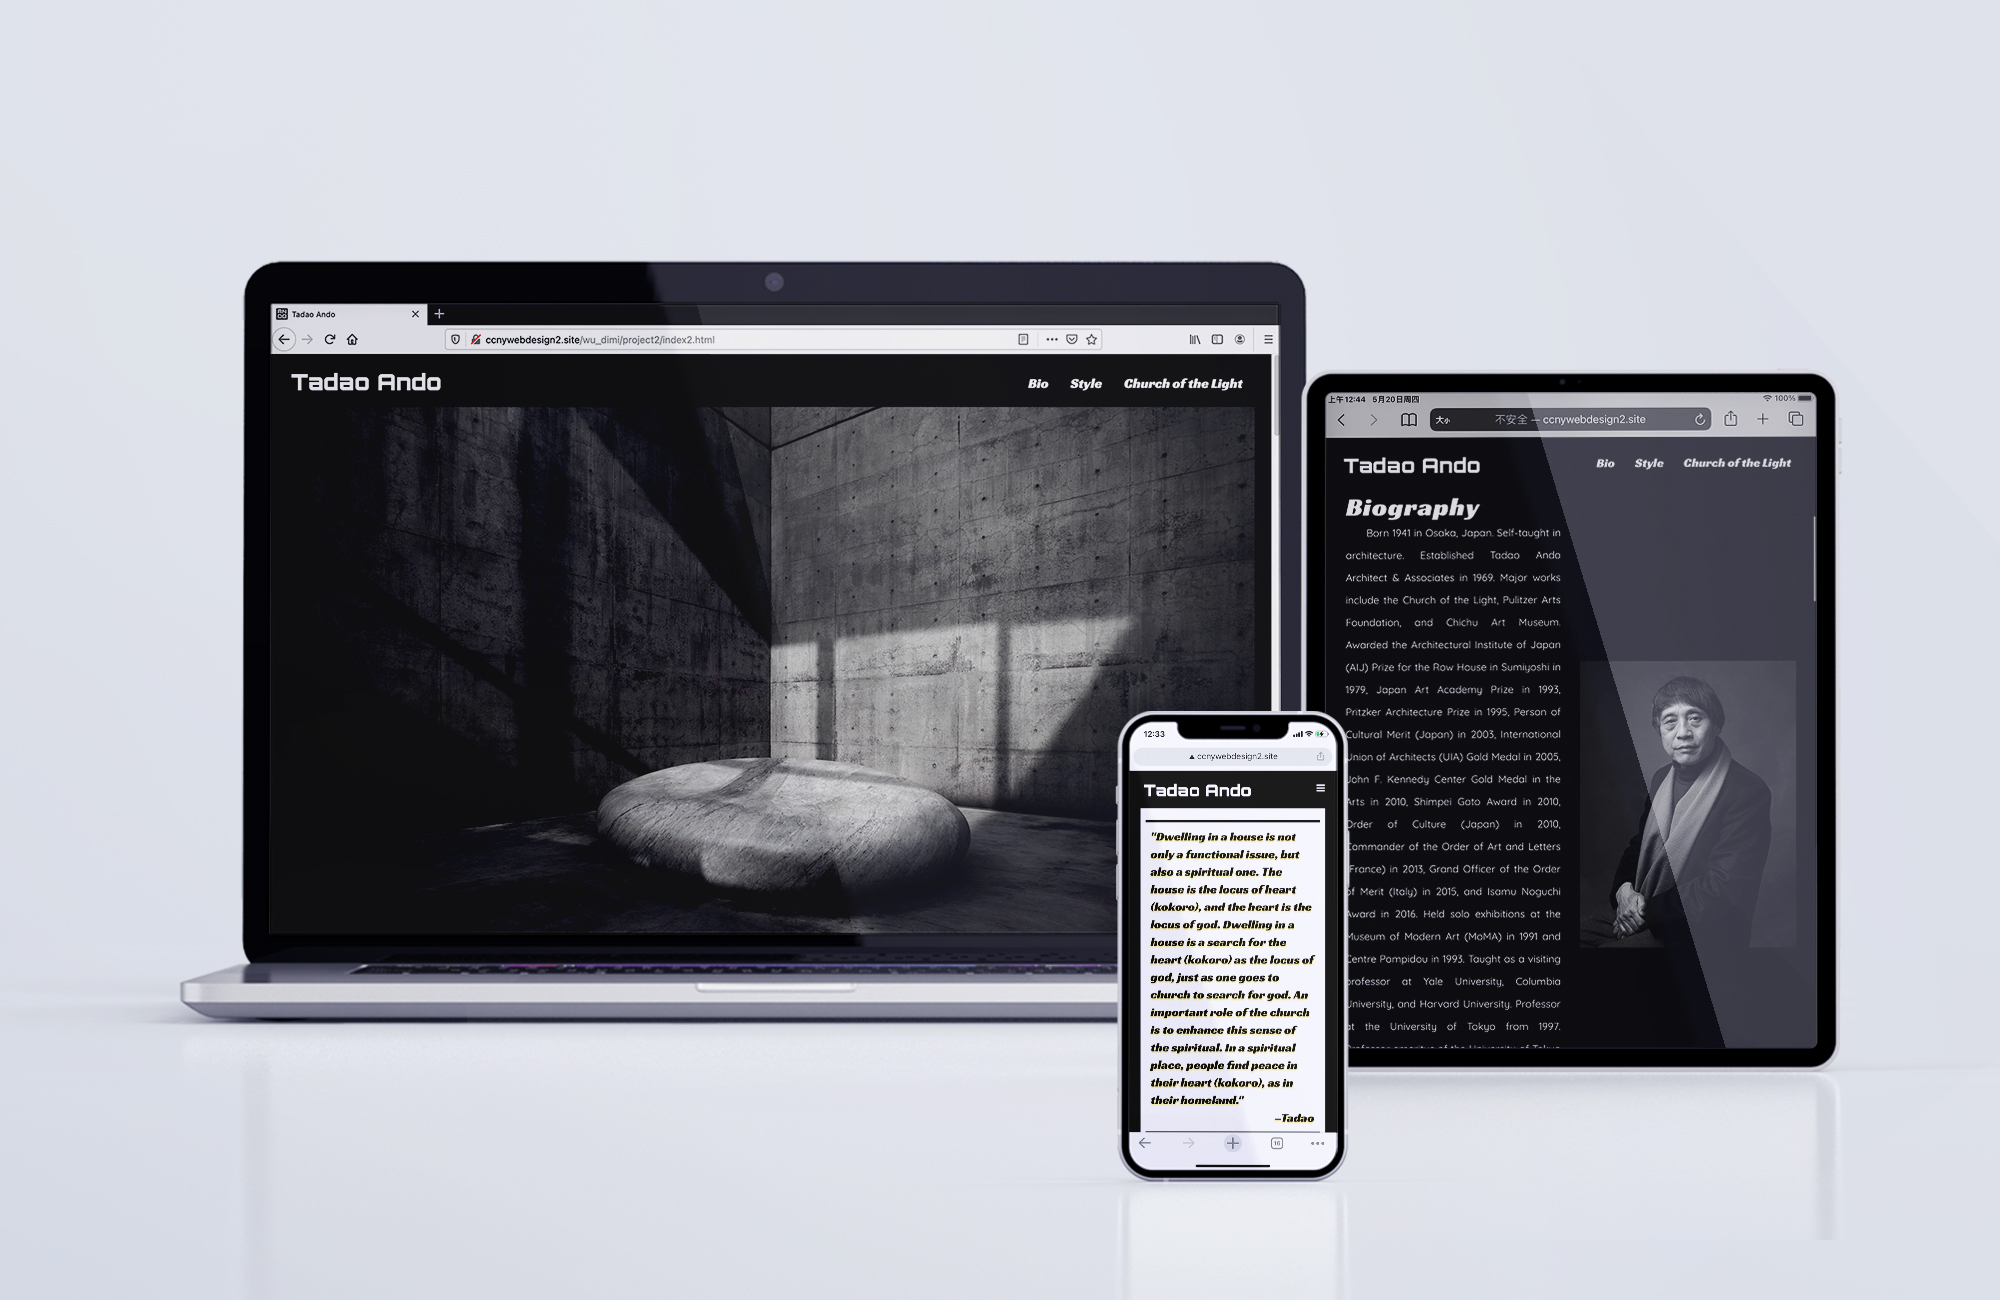 Tadao Ando
ccnywebdesign2.site/wu_dimi/project2/index2.html
Tadao Ando
Bio Style Church of the Light
上午12:44 5月20日周四
100%
大小 不安全 — ccnywebdesign2.site
Tadao Ando
Bio Style Church of the Light
Biography
Born 1941 in Osaka, Japan. Self-taught in
architecture. Established Tadao Ando
Architect & Associates in 1969. Major works
include the Church of the Light, Pulitzer Arts
Foundation, and Chichu Art Museum.
Awarded the Architectural Institute of Japan
(AIJ) Prize for the Row House in Sumiyoshi in
1979, Japan Art Academy Prize in 1993,
Pritzker Architecture Prize in 1995, Person of
Cultural Merit (Japan) in 2003, International
Union of Architects (UIA) Gold Medal in 2005,
John F. Kennedy Center Gold Medal in the
Arts in 2010, Shimpei Goto Award in 2010,
Order of Culture (Japan) in 2010,
Commander of the Order of Art and Letters
(France) in 2013, Grand Officer of the Order
of Merit (Italy) in 2015, and Isamu Noguchi
Award in 2016. Held solo exhibitions at the
Museum of Modern Art (MoMA) in 1991 and
Centre Pompidou in 1993. Taught as a visiting
professor at Yale University, Columbia
University, and Harvard University. Professor
at the University of Tokyo from 1997.
Professor emeritus of the University of Tokyo
12:33
ccnywebdesign2.site
Tadao Ando
"Dwelling in a house is not
only a functional issue, but
also a spiritual one. The
house is the locus of heart
(kokoro), and the heart is the
locus of god. Dwelling in a
house is a search for the
heart (kokoro) as the locus of
god, just as one goes to
church to search for god. An
important role of the church
is to enhance this sense of
the spiritual. In a spiritual
place, people find peace in
their heart (kokoro), as in
their homeland."
–Tadao
16